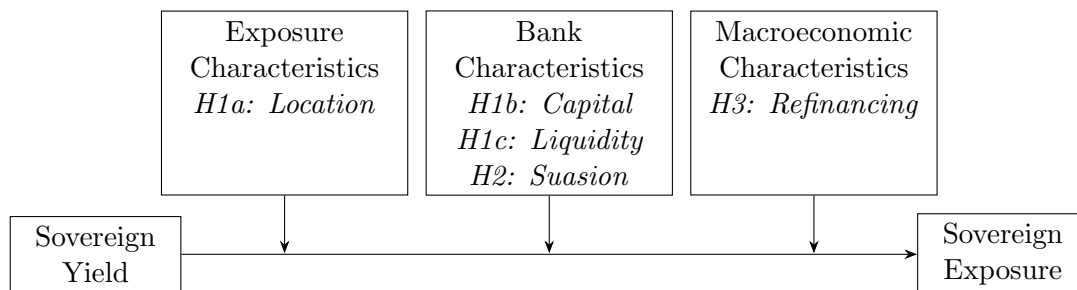 Exposure
Characteristics
H1a: Location
Bank
Characteristics
H1b: Capital
H1c: Liquidity
H2: Suasion
Macroeconomic
Characteristics
H3: Refinancing
Sovereign
Yield
Sovereign
Exposure